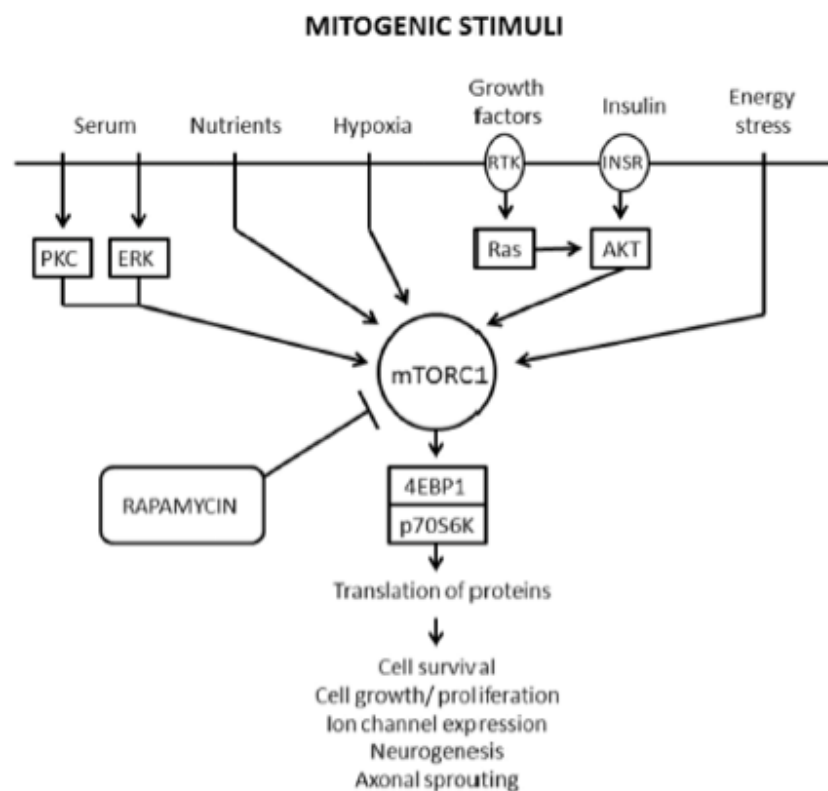 MITOGENIC STIMULI
Serum
Nutrients
Hypoxia
Growth
factors
Insulin
Energy
stress
RTK
INSR
PKC
ERK
Ras
AKT
mTORC1
RAPAMYCIN
4EBP1
p70S6K
Translation of proteins
Cell survival
Cell growth/ proliferation
Ion channel expression
Neurogenesis
Axonal sprouting